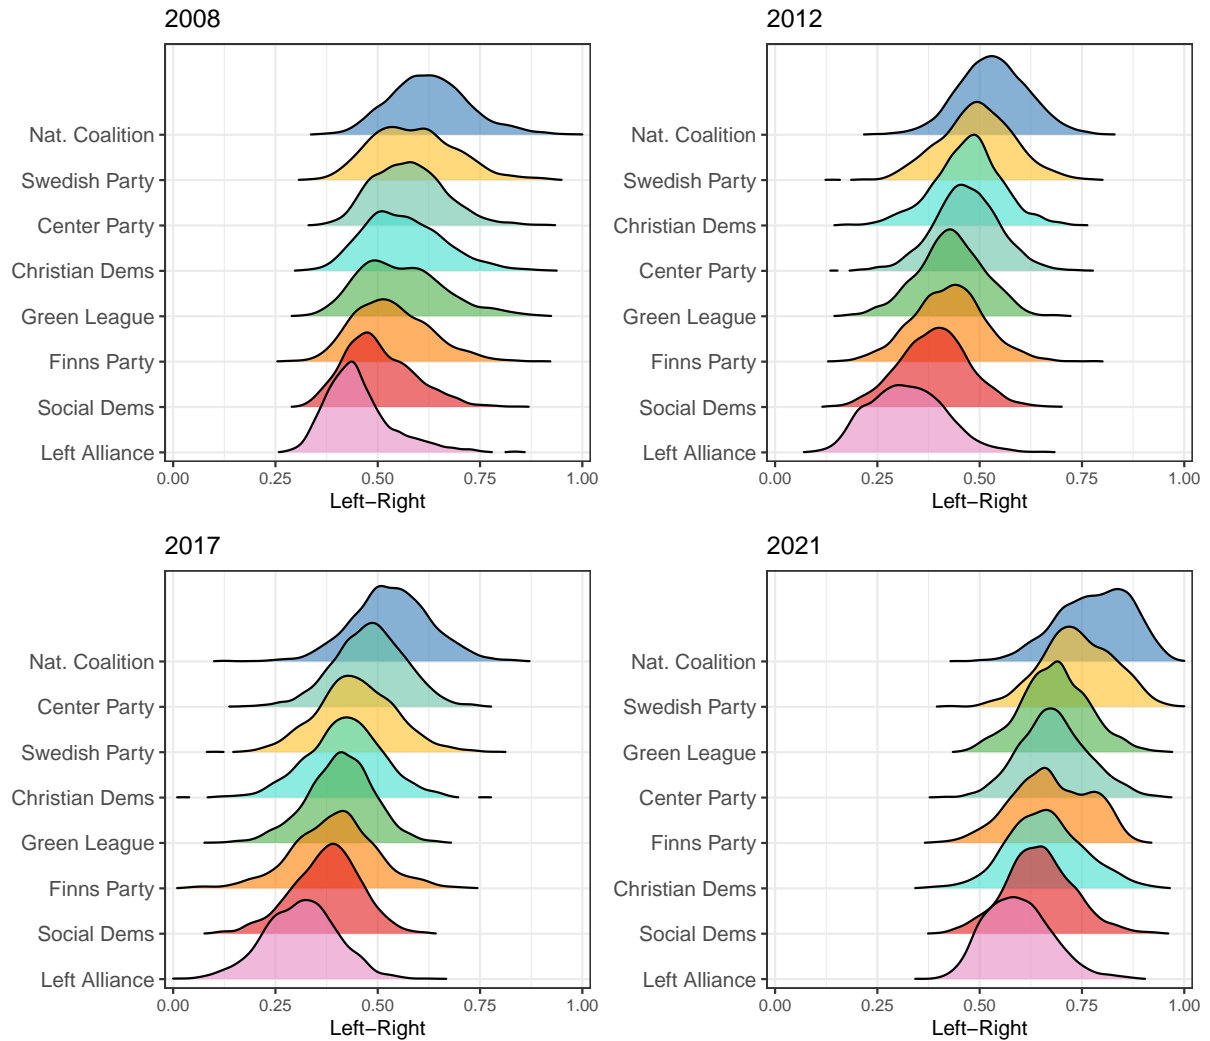 2008
Nat. Coalition
Swedish Party
Center Party
Christian Dems
Green League
Finns Party
Social Dems
Left Alliance
0.00 0.25 0.50 0.75 1.00
Left−Right
2012
Nat. Coalition
Swedish Party
Christian Dems
Center Party
Green League
Finns Party
Social Dems
Left Alliance
0.00 0.25 0.50 0.75 1.00
Left−Right
2017
Nat. Coalition
Center Party
Swedish Party
Christian Dems
Green League
Finns Party
Social Dems
Left Alliance
0.00 0.25 0.50 0.75 1.00
Left−Right
2021
Nat. Coalition
Swedish Party
Green League
Center Party
Finns Party
Christian Dems
Social Dems
Left Alliance
0.00 0.25 0.50 0.75 1.00
Left−Right